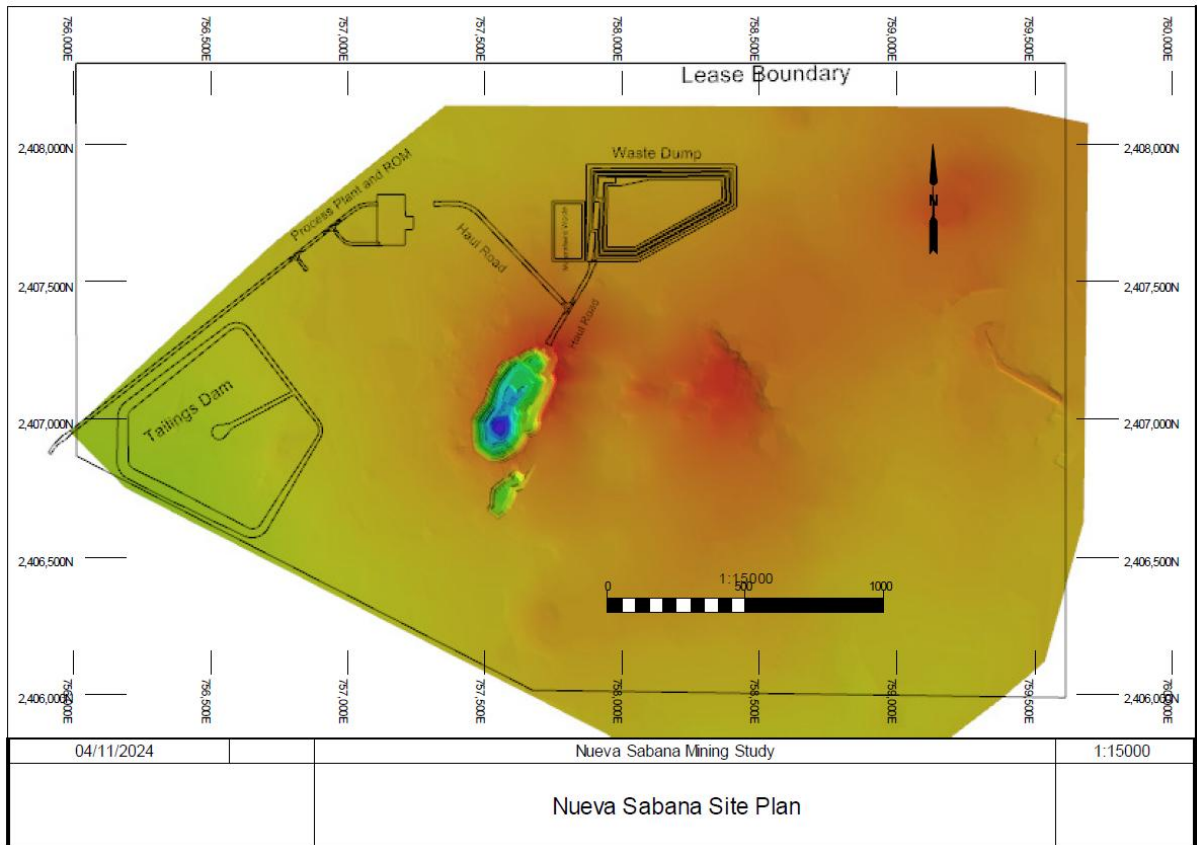 756,000E
756,500E
757,000E
757,500E
758,000E
758,500E
759,000E
759,500E
760,000E
Lease Boundary
2,408,000N
2,408,000N
Waste Dump
Process Plant and ROM
N
Haul Road
2,407,500N
2,407,500N
Haul Road
Tailings Dam
2,407,000N
2,407,000N
2,406,500N
2,406,500N
1:15000
0 500 1000
2,406,000N
2,406,000N
756,000E
756,500E
757,000E
757,500E
758,000E
758,500E
759,000E
759,500E
760,000E
04/11/2024
Nueva Sabana Mining Study
1:15000
Nueva Sabana Site Plan